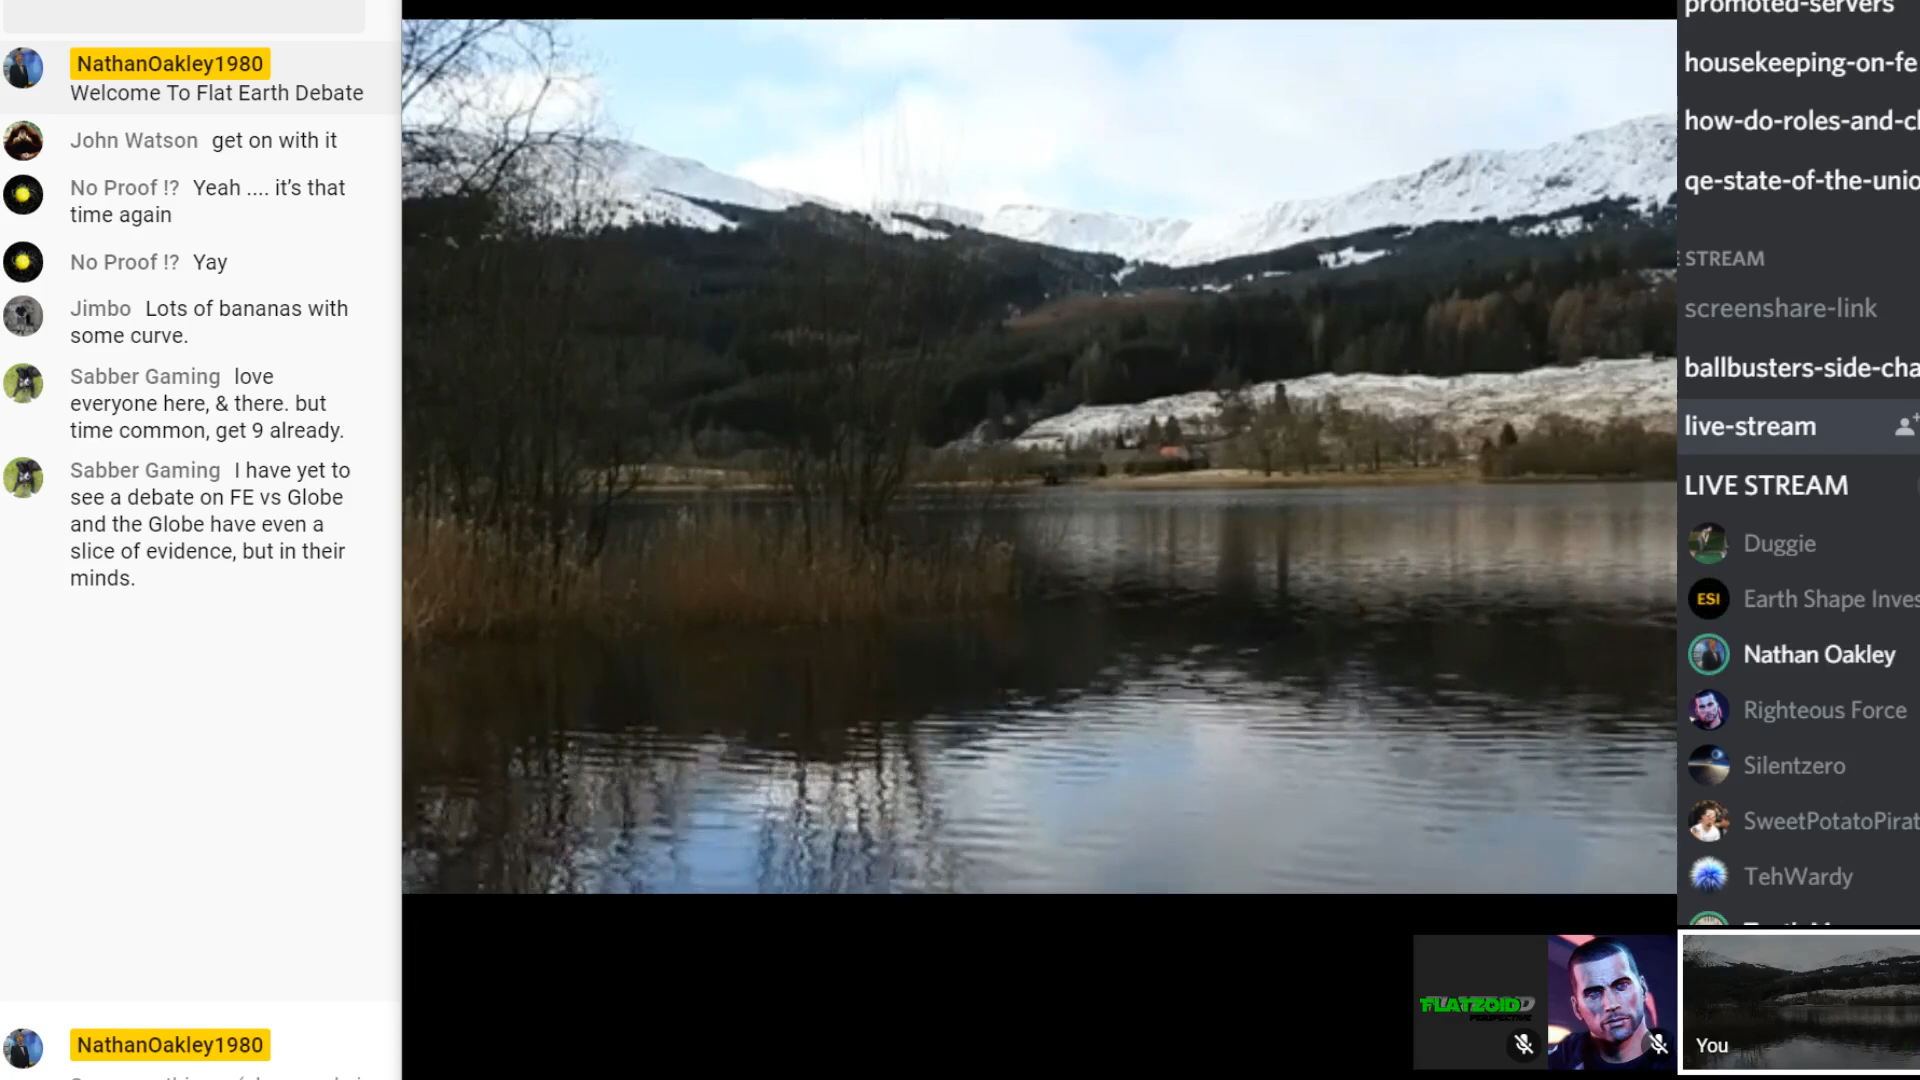 NathanOakley1980
Welcome To Flat Earth Debate
John Watson get on with it
No Proof !? Yeah .... it's that
time again
No Proof !? Yay
Jimbo Lots of bananas with
some curve.
Sabber Gaming love
everyone here, & there. but
time common, get 9 already.
Sabber Gaming I have yet to
see a debate on FE vs Globe
and the Globe have even a
slice of evidence, but in their
minds.
NathanOakley1980
promoted-servers
housekeeping-on-fe
how-do-roles-and-cl
qe-state-of-the-unio
STREAM
screenshare-link
ballbusters-side-cha
live-stream
LIVE STREAM
Duggie
ESI
Earth Shape Inves
Nathan Oakley
Righteous Force
Silentzero
SweetPotatoPirat
TehWardy
FLATZOIDD
PERSPECTIVE
You